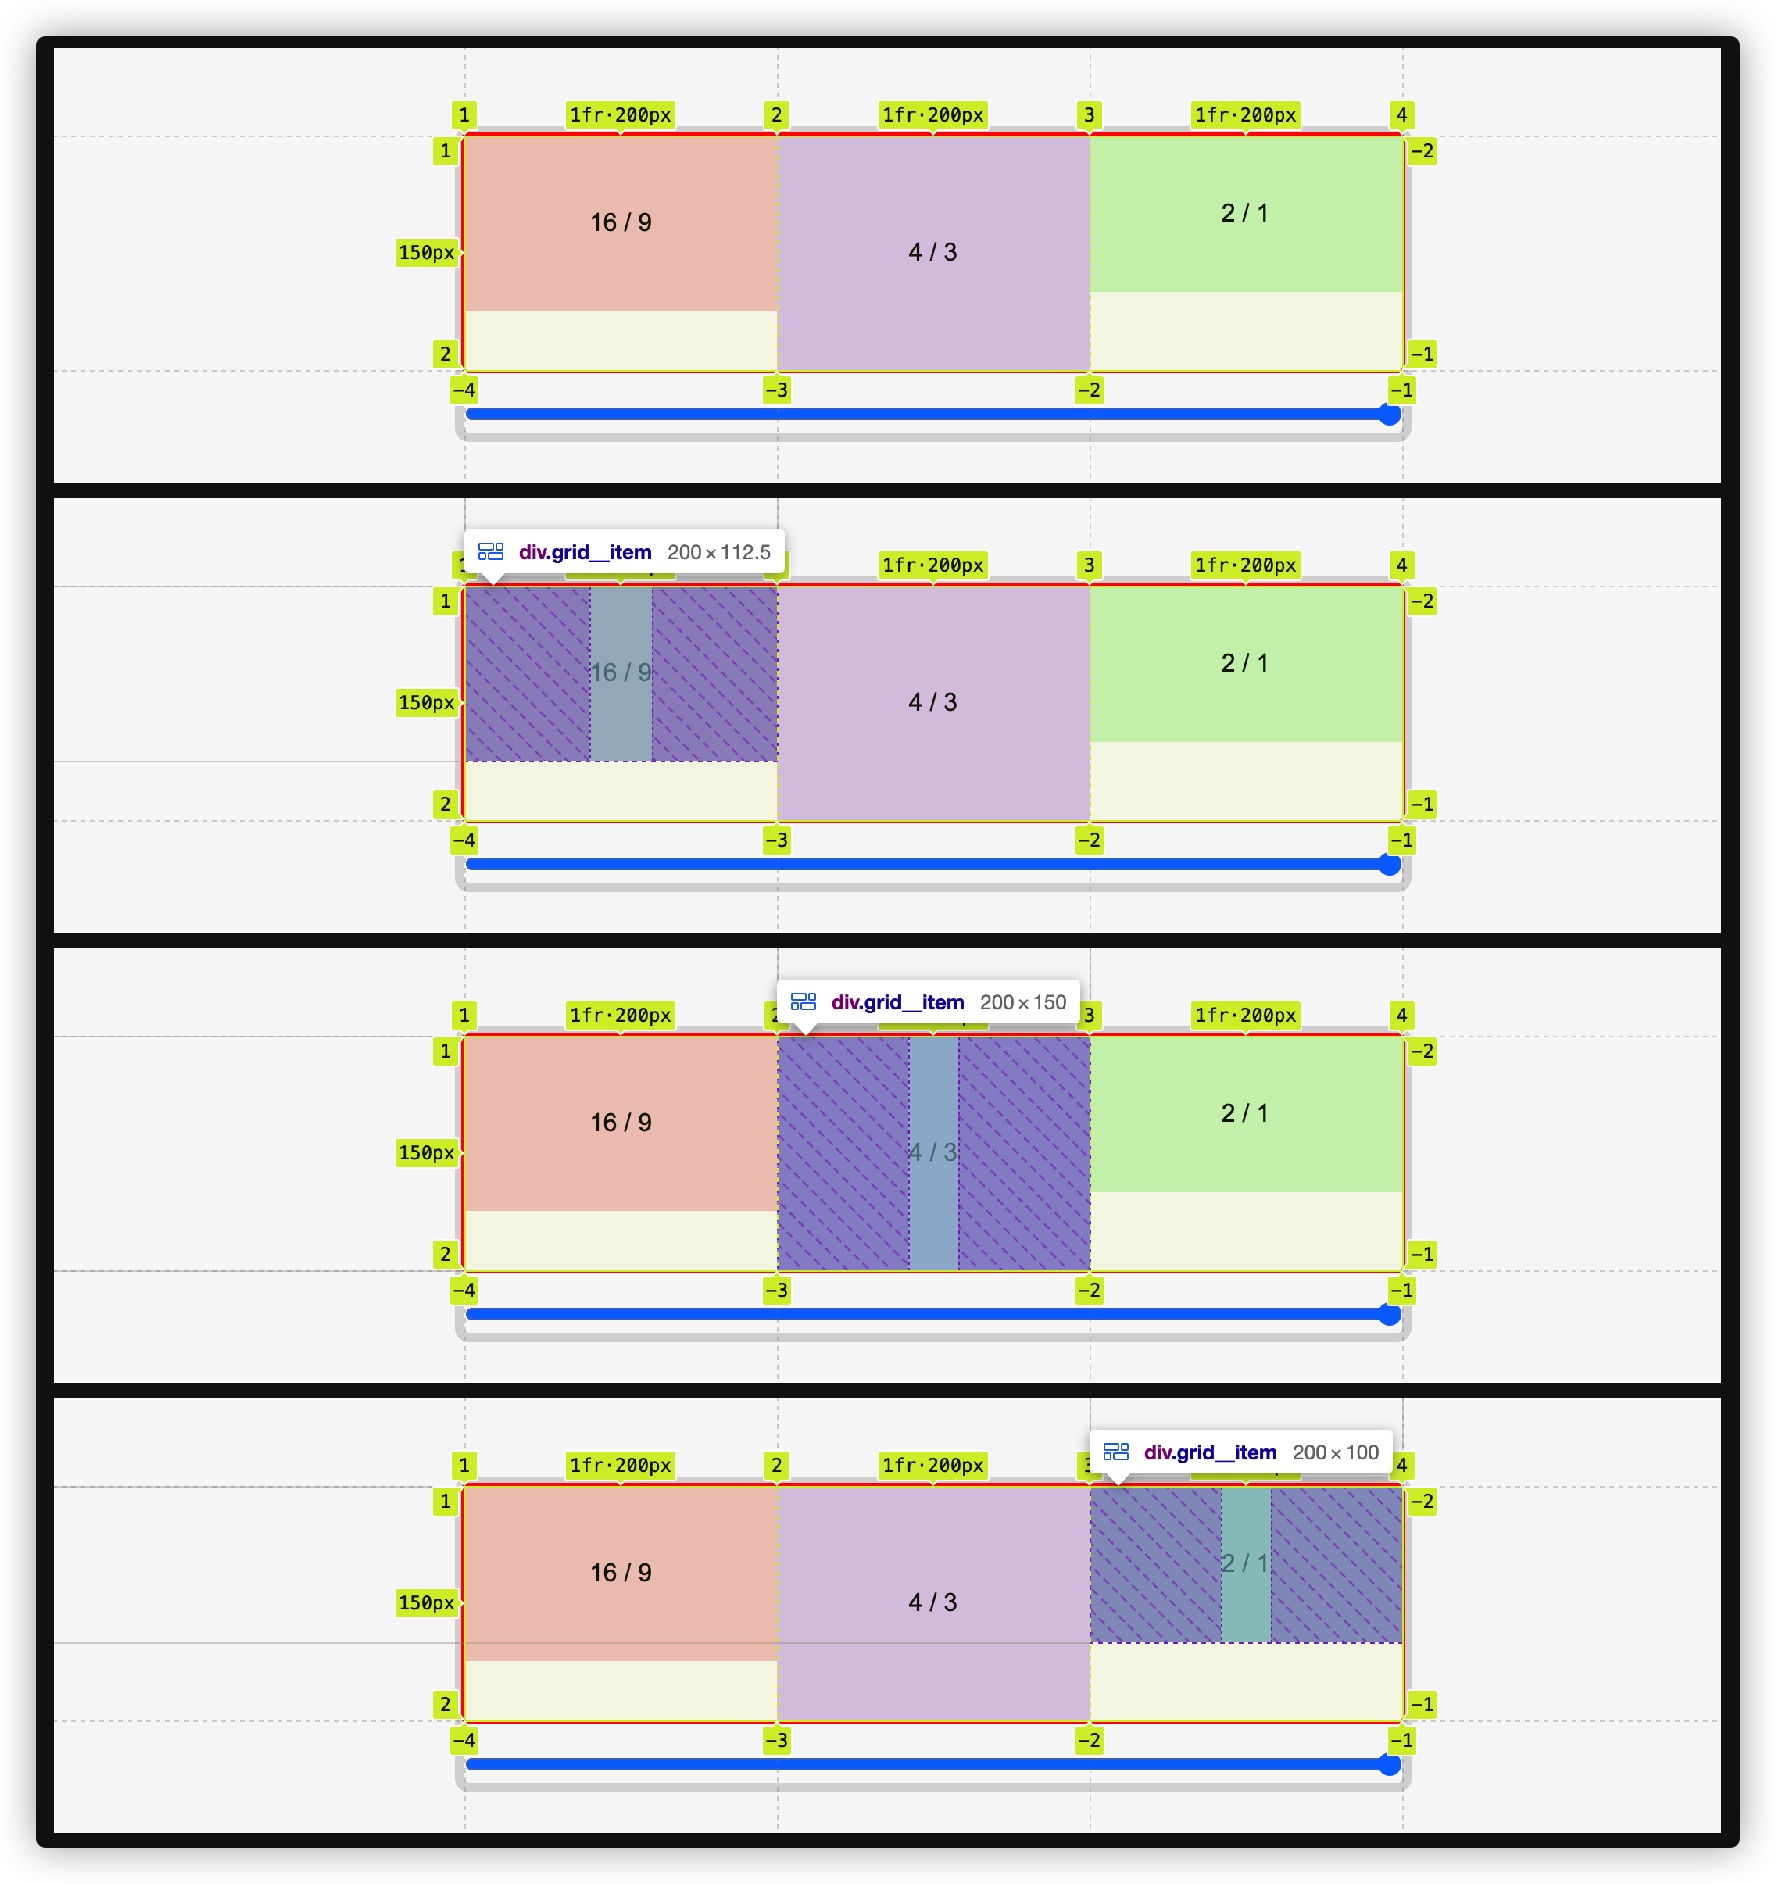 1 1fr·200px 2 1fr·200px 3 1fr·200px 4
1 −2
16 / 9 2 / 1
150px 4 / 3
2 −1
−4 −3 −2 −1
div.grid__item 200 × 112.5
1fr·200px 3 1fr·200px 4
1 −2
16 / 9 2 / 1
150px 4 / 3
2 −1
−4 −3 −2 −1
div.grid__item 200 × 150
1 1fr·200px 2 3 1fr·200px 4
1 −2
16 / 9 2 / 1
150px 4 / 3
2 −1
−4 −3 −2 −1
div.grid__item 200 × 100
1 1fr·200px 2 1fr·200px 4
1 −2
16 / 9 2 / 1
150px 4 / 3
2 −1
−4 −3 −2 −1